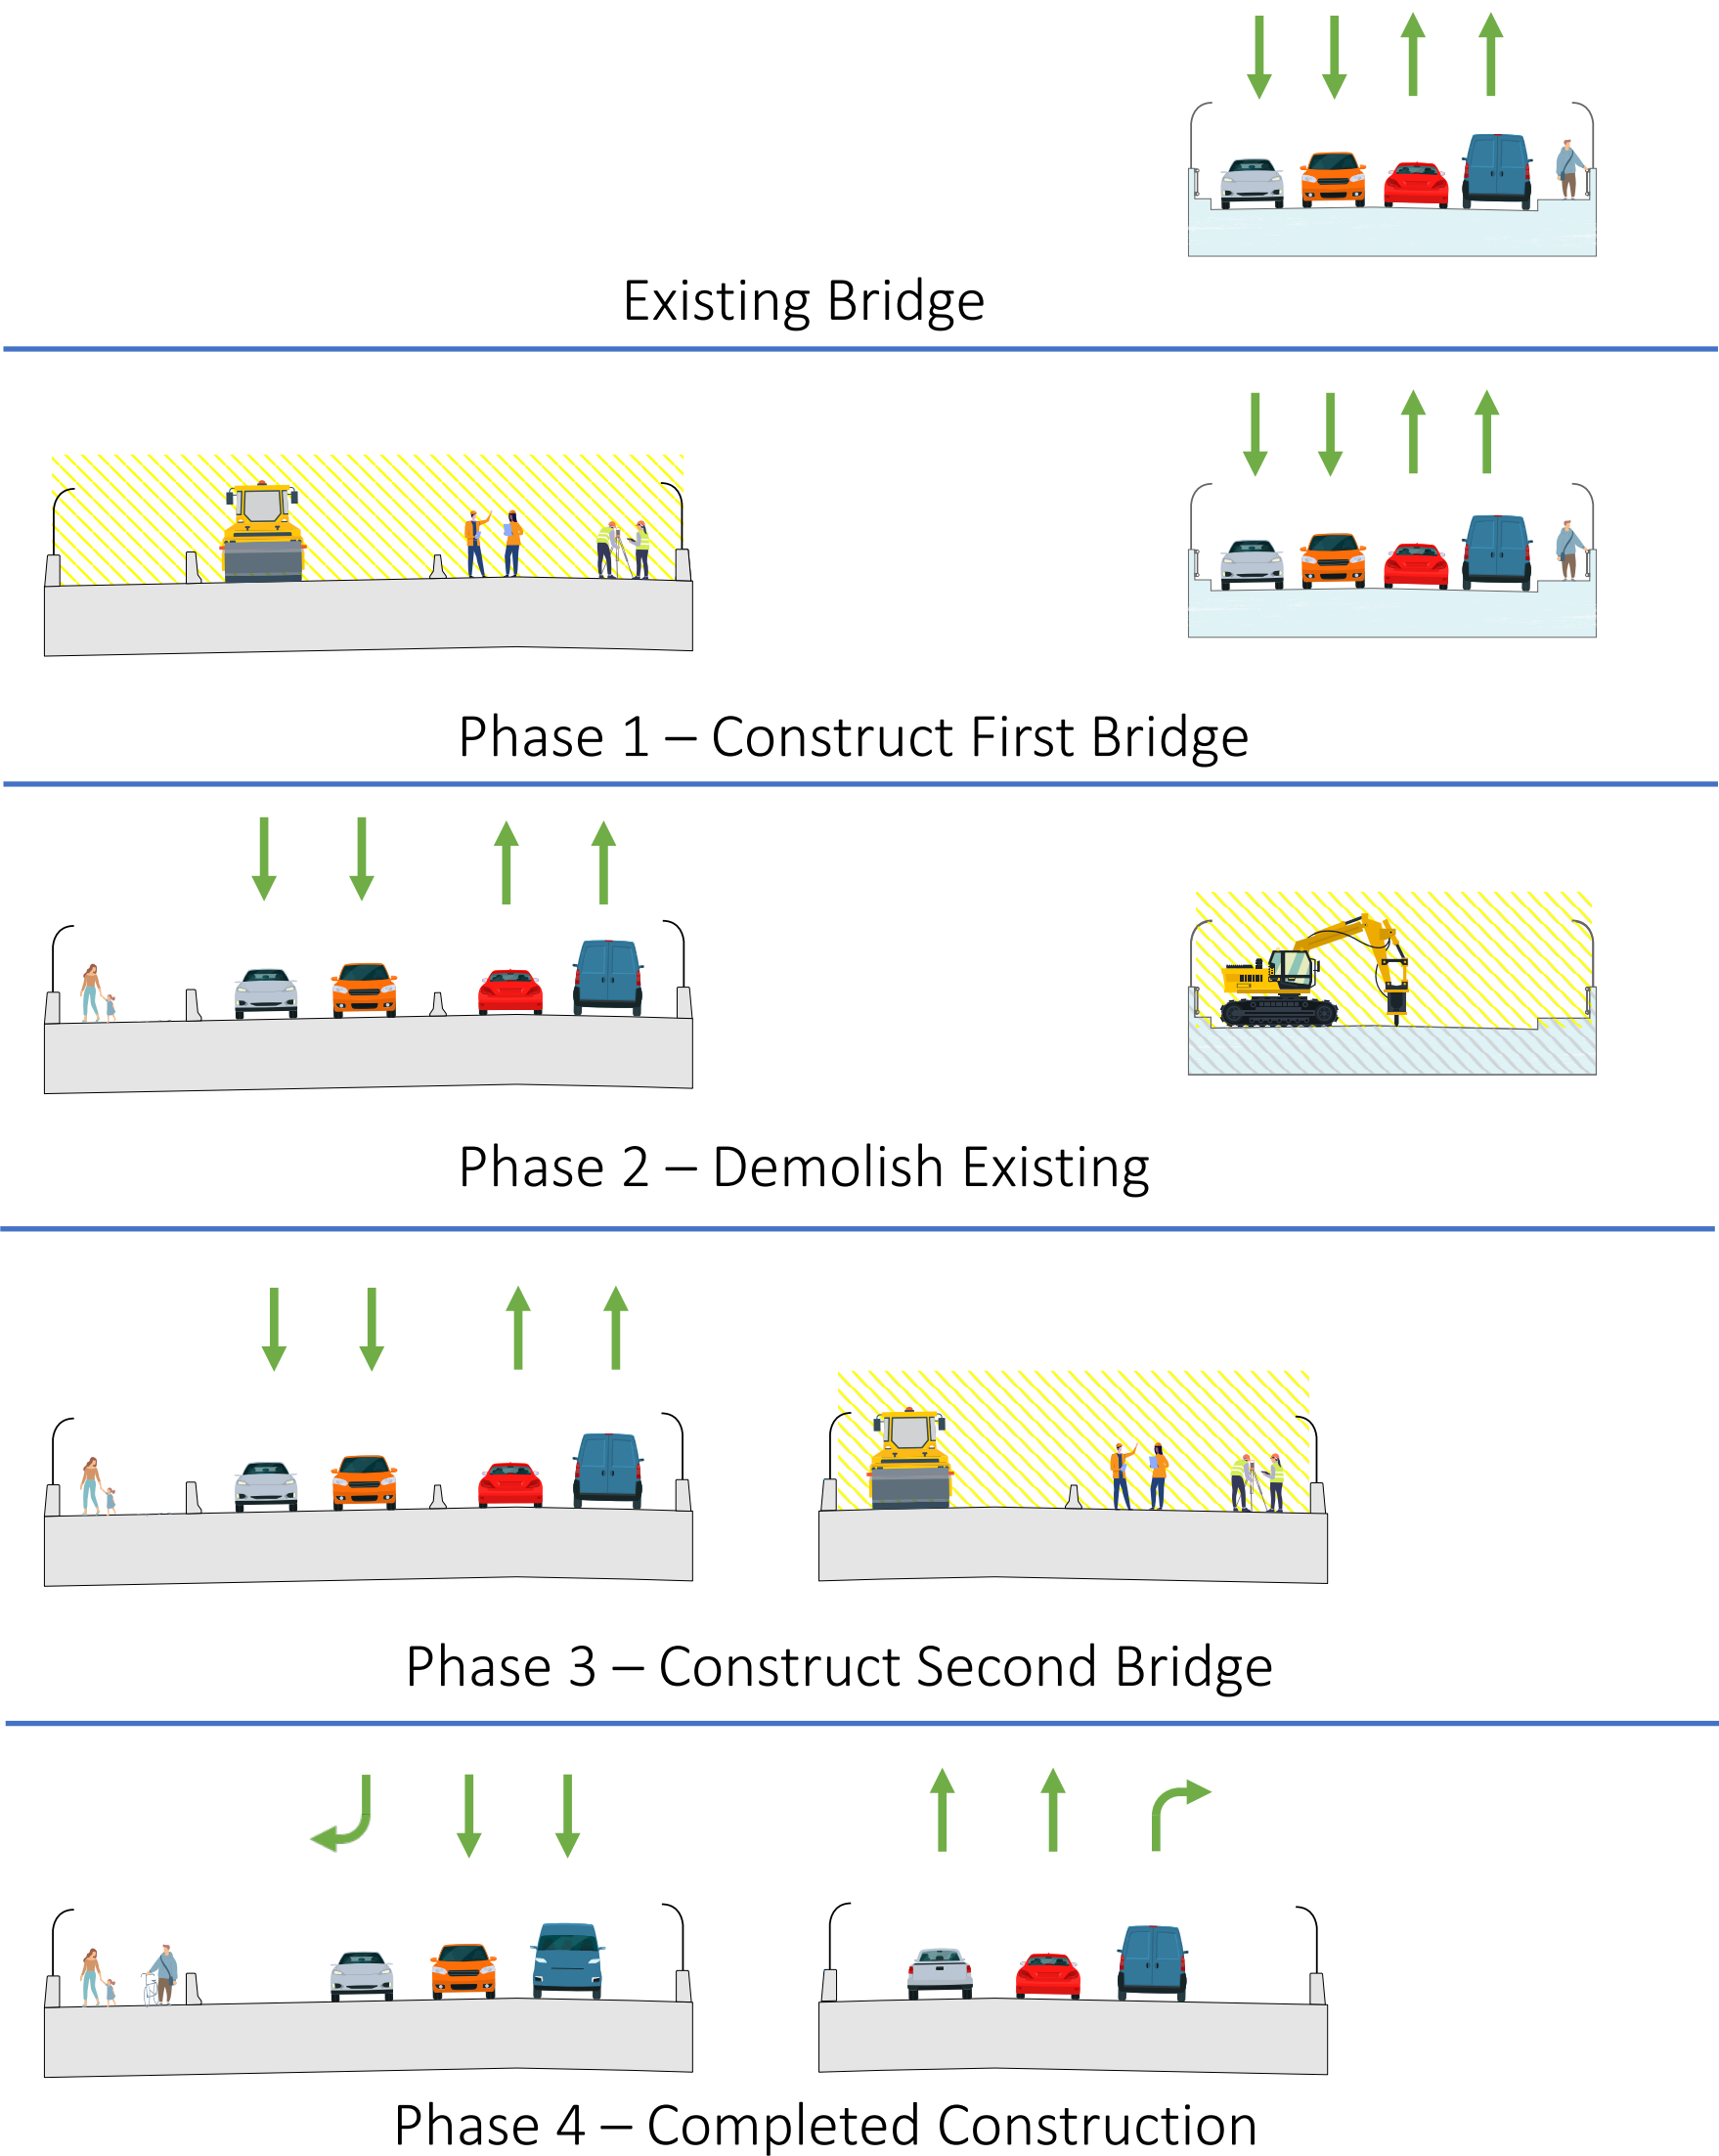 Existing Bridge
Phase 1 – Construct First Bridge
Phase 2 – Demolish Existing
Phase 3 – Construct Second Bridge
Phase 4 – Completed Construction